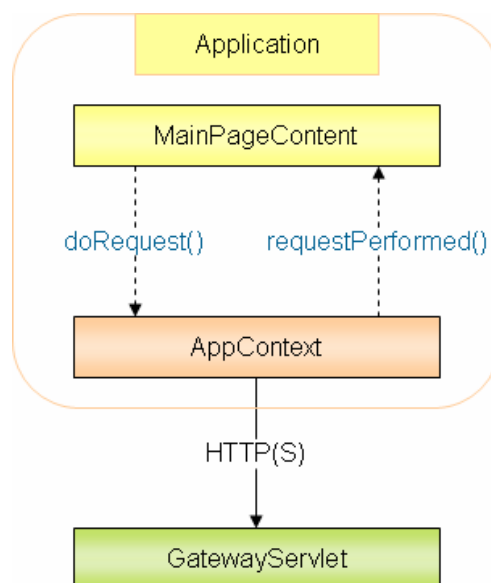 Application
MainPageContent
doRequest()
requestPerformed()
AppContext
HTTP(S)
GatewayServlet